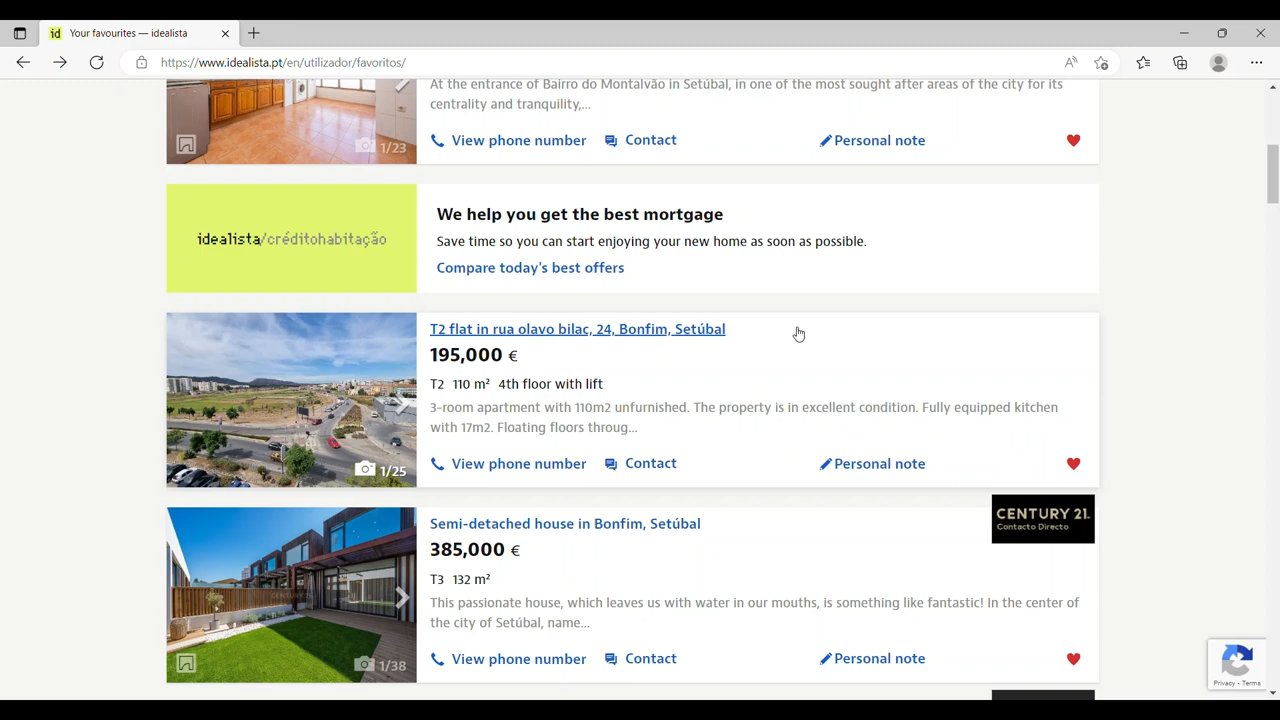 id Your favourites — idealista
https://www.idealista.pt/en/utilizador/favoritos/
At the entrance of Bairro do Montalvão in Setúbal, in one of the most sought after areas of the city for its
centrality and tranquility,...
1/23
View phone number Contact Personal note
idealista/créditohabitação
We help you get the best mortgage
Save time so you can start enjoying your new home as soon as possible.
Compare today's best offers
T2 flat in rua olavo bilac, 24, Bonfim, Setúbal
195,000 €
T2 110 m² 4th floor with lift
3-room apartment with 110m2 unfurnished. The property is in excellent condition. Fully equipped kitchen
with 17m2. Floating floors throug...
1/25
View phone number Contact Personal note
CENTURY 21.
Contacto Directo
Semi-detached house in Bonfim, Setúbal
385,000 €
T3 132 m²
This passionate house, which leaves us with water in our mouths, is something like fantastic! In the center of
the city of Setúbal, name...
1/38
View phone number Contact Personal note
Privacy - Terms